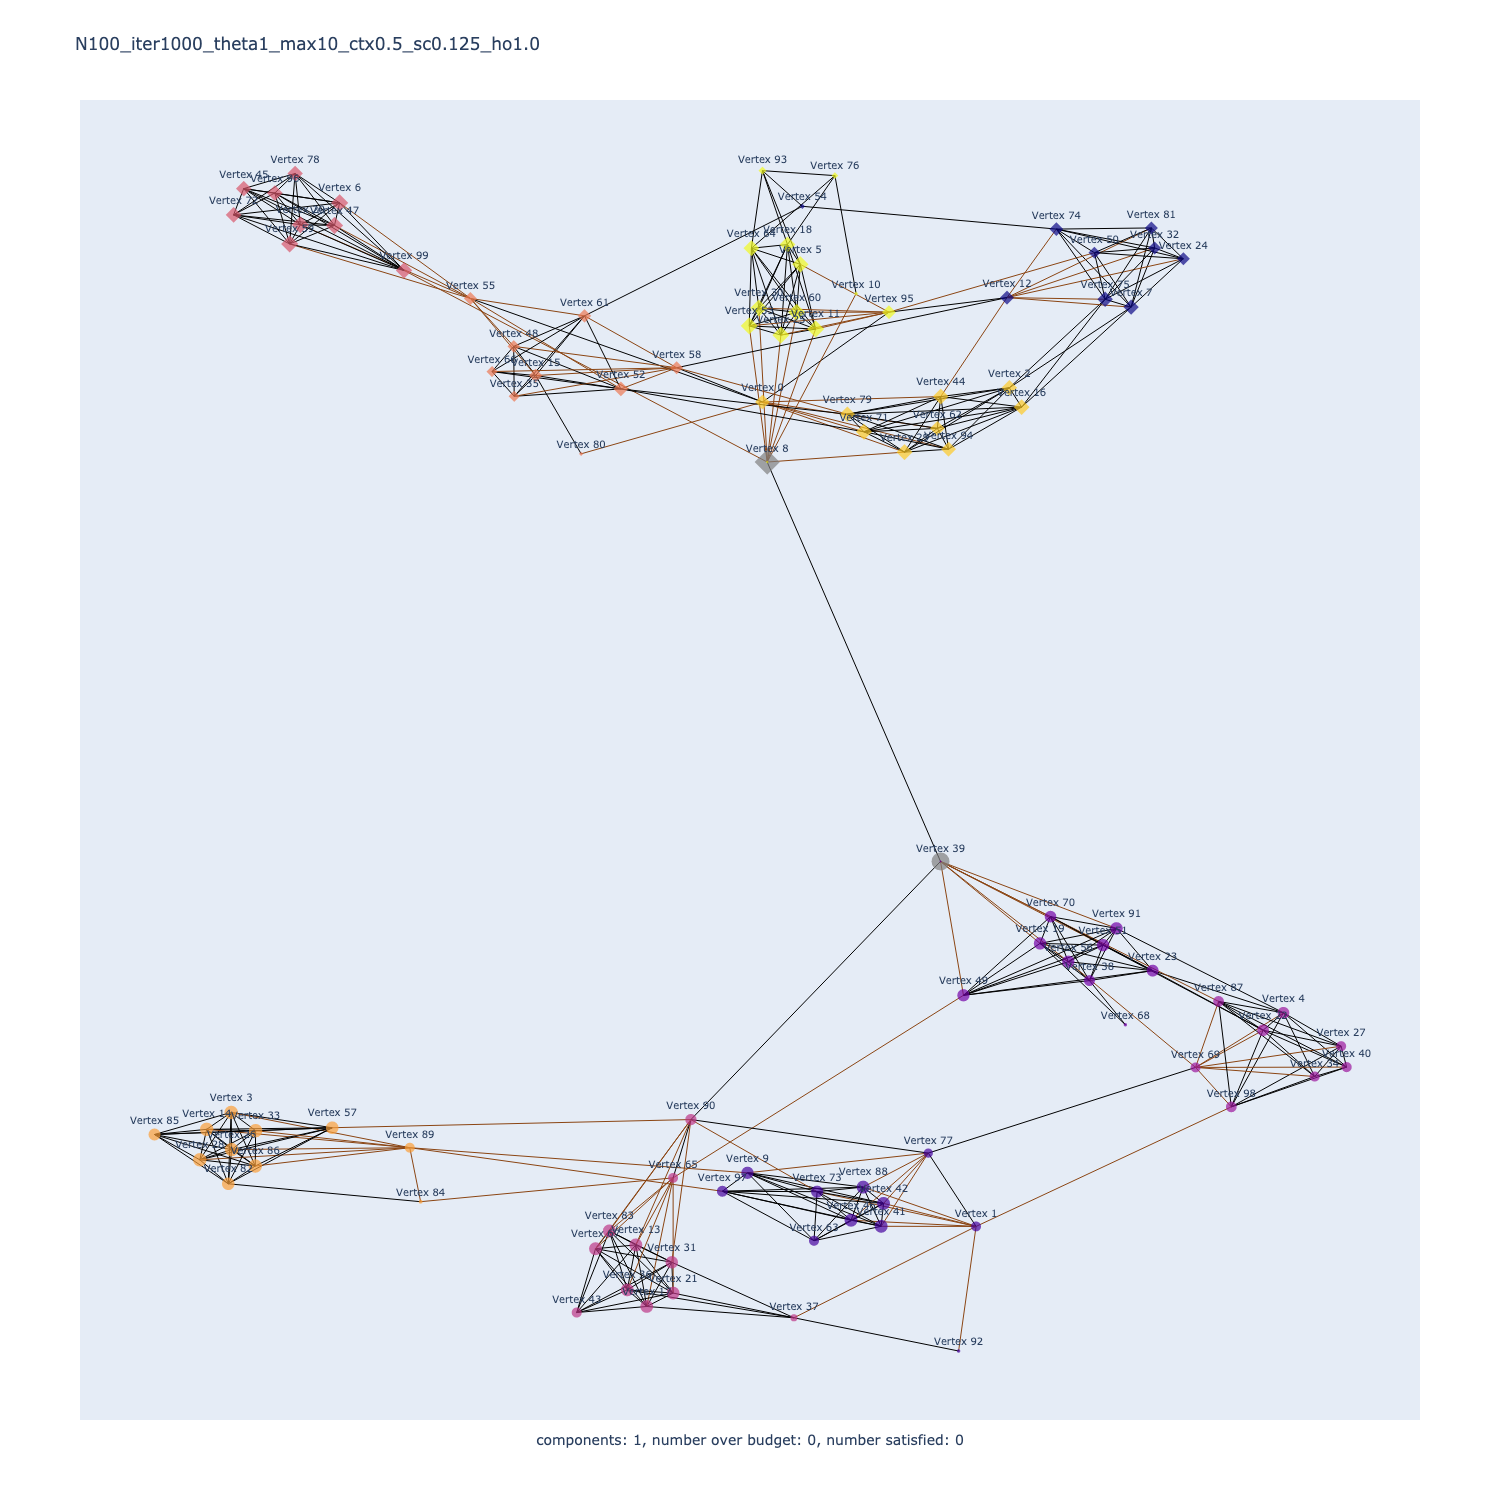 N100_iter1000_theta1_max10_ctx0.5_sc0.125_ho1.0
Vertex 78
Vertex 93
Vertex 76
Vertex 45
Vertex 6
Vertex 54
Vertex 47
Vertex 74
Vertex 81
Vertex 18
Vertex 32
Vertex 24
Vertex 5
Vertex 99
Vertex 55
Vertex 10
Vertex 12
Vertex 7
Vertex 61
Vertex 60
Vertex 95
Vertex 11
Vertex 48
Vertex 15
Vertex 58
Vertex 35
Vertex 52
Vertex 0
Vertex 44
Vertex 2
Vertex 16
Vertex 79
Vertex 71
Vertex 62
Vertex 94
Vertex 80
Vertex 8
Vertex 39
Vertex 70
Vertex 91
Vertex 19
Vertex 38
Vertex 23
Vertex 49
Vertex 87
Vertex 4
Vertex 68
Vertex 27
Vertex 69
Vertex 40
Vertex 98
Vertex 3
Vertex 33
Vertex 57
Vertex 85
Vertex 86
Vertex 89
Vertex 84
Vertex 90
Vertex 77
Vertex 65
Vertex 9
Vertex 97
Vertex 73
Vertex 88
Vertex 42
Vertex 41
Vertex 63
Vertex 1
Vertex 83
Vertex 13
Vertex 31
Vertex 21
Vertex 43
Vertex 37
Vertex 92
components: 1, number over budget: 0, number satisfied: 0